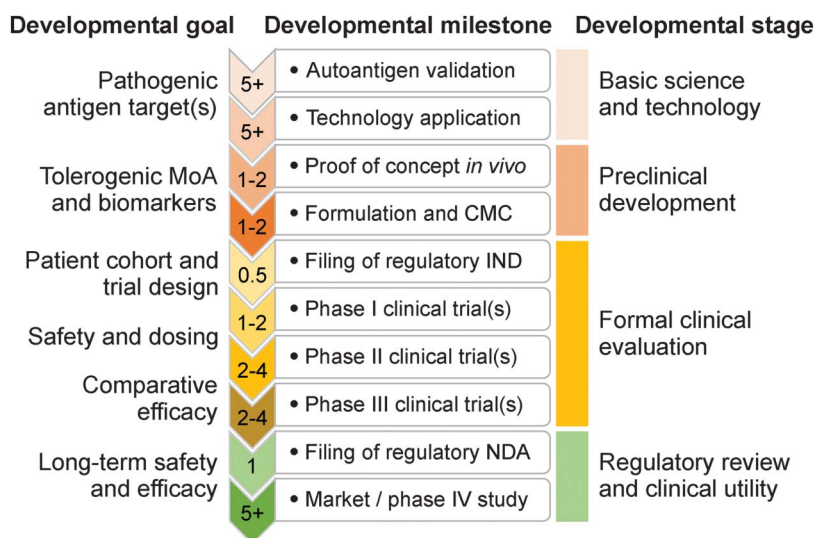 Developmental goal Developmental milestone Developmental stage
Pathogenic
antigen target(s)
5+
• Autoantigen validation
5+
• Technology application
Basic science
and technology
Tolerogenic MoA
and biomarkers
1-2
• Proof of concept in vivo
1-2
• Formulation and CMC
Preclinical
development
Patient cohort and
trial design
0.5
• Filing of regulatory IND
Safety and dosing
1-2
• Phase I clinical trial(s)
2-4
• Phase II clinical trial(s)
Comparative
efficacy
2-4
• Phase III clinical trial(s)
Formal clinical
evaluation
Long-term safety
and efficacy
1
• Filing of regulatory NDA
5+
• Market / phase IV study
Regulatory review
and clinical utility